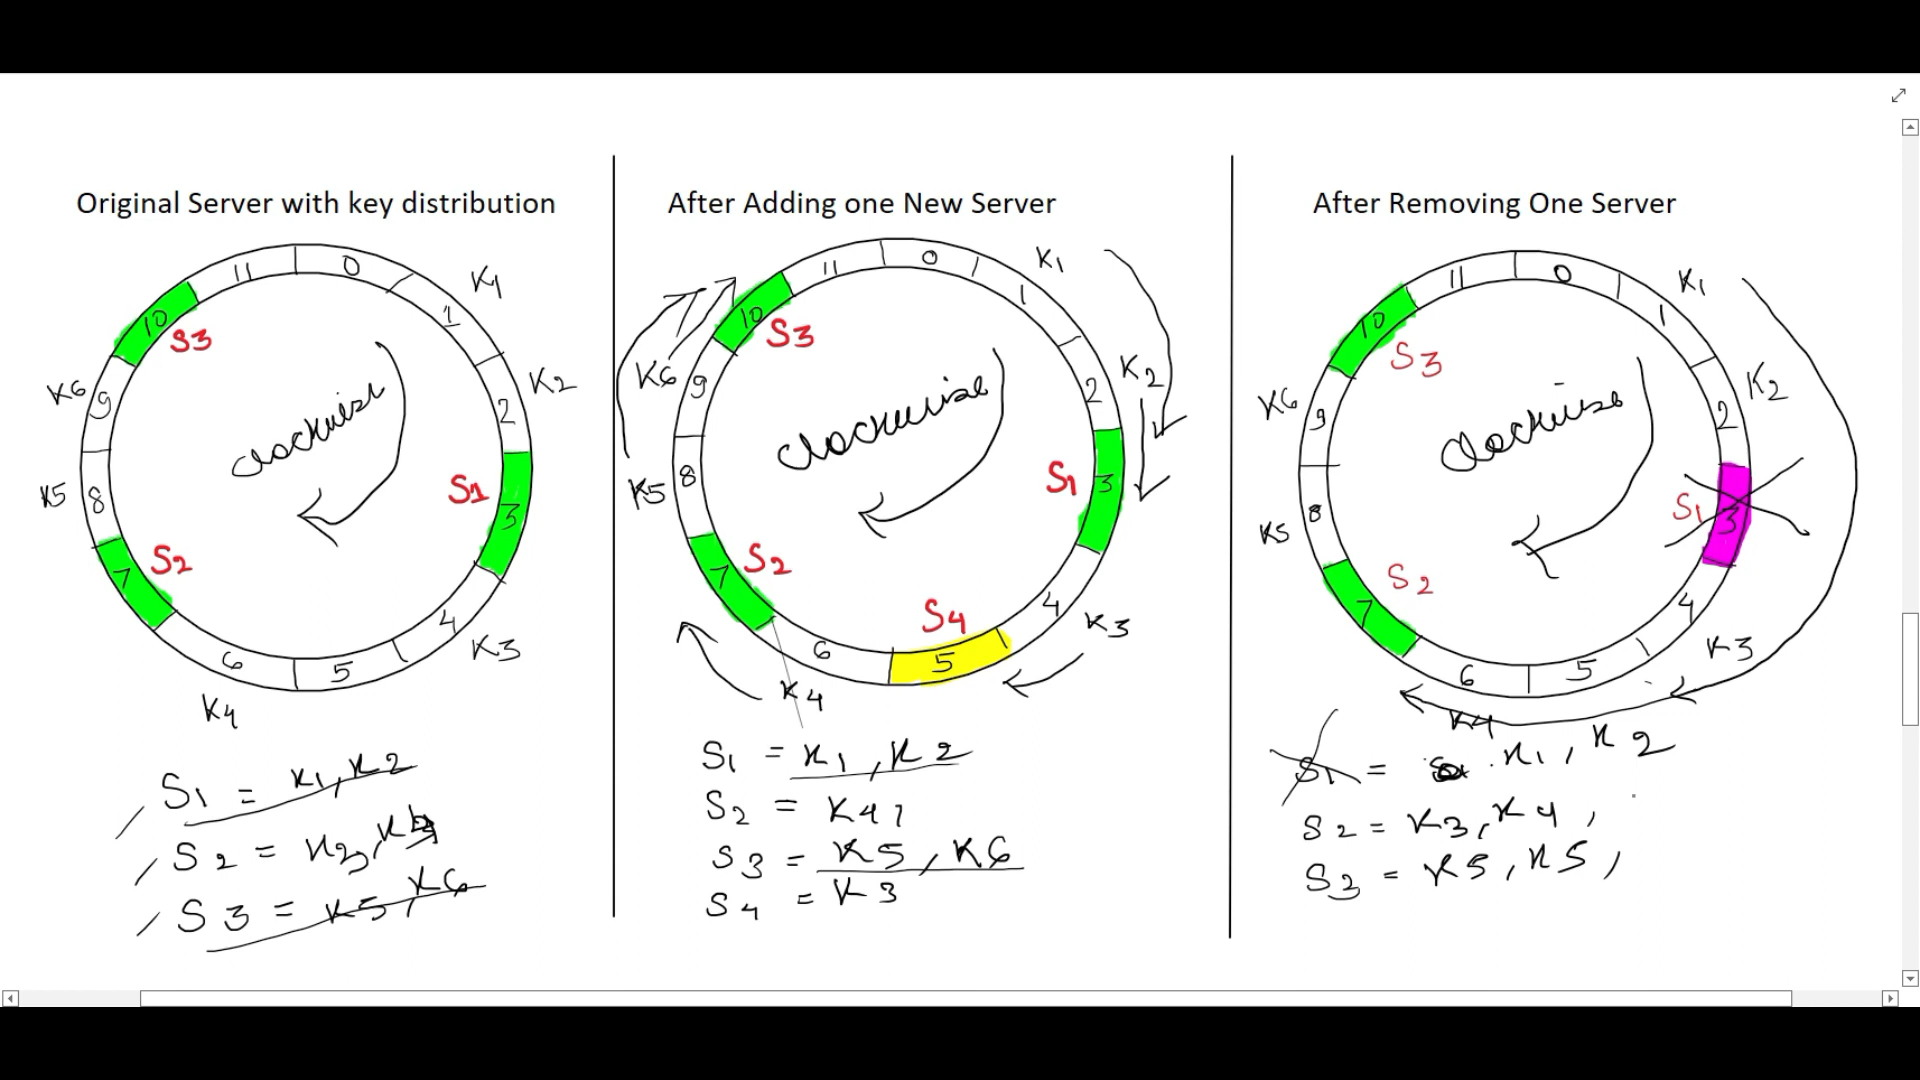 Original Server with key distribution
11 0
K1
1
10
S3
K6
9
K2
2
clockwise
K5
8
S1
3
S2
7
4
K3
6
5
K4
S1 = K1, K2
S2 = K3, K4
S3 = K5, K6
After Adding one New Server
11 0
K1
1
10
S3
K6
9
K2
2
clockwise
K5
8
S1
3
S2
7
S4
4
K3
6
5
K4
S1 = K1, K2
S2 = K4,
S3 = K5, K6
S4 = K3
After Removing One Server
11 0
K1
1
10
S3
K6
9
K2
2
Clockwise
8
K5
S1
3
S2
7
4
K3
6
5
K4
S1 = K1, K2
S2 = K3, K4,
S3 = K5, K5,